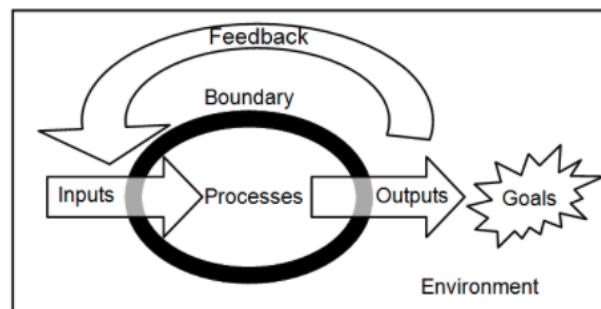 Feedback
Boundary
Inputs
Processes
Outputs
Goals
Environment